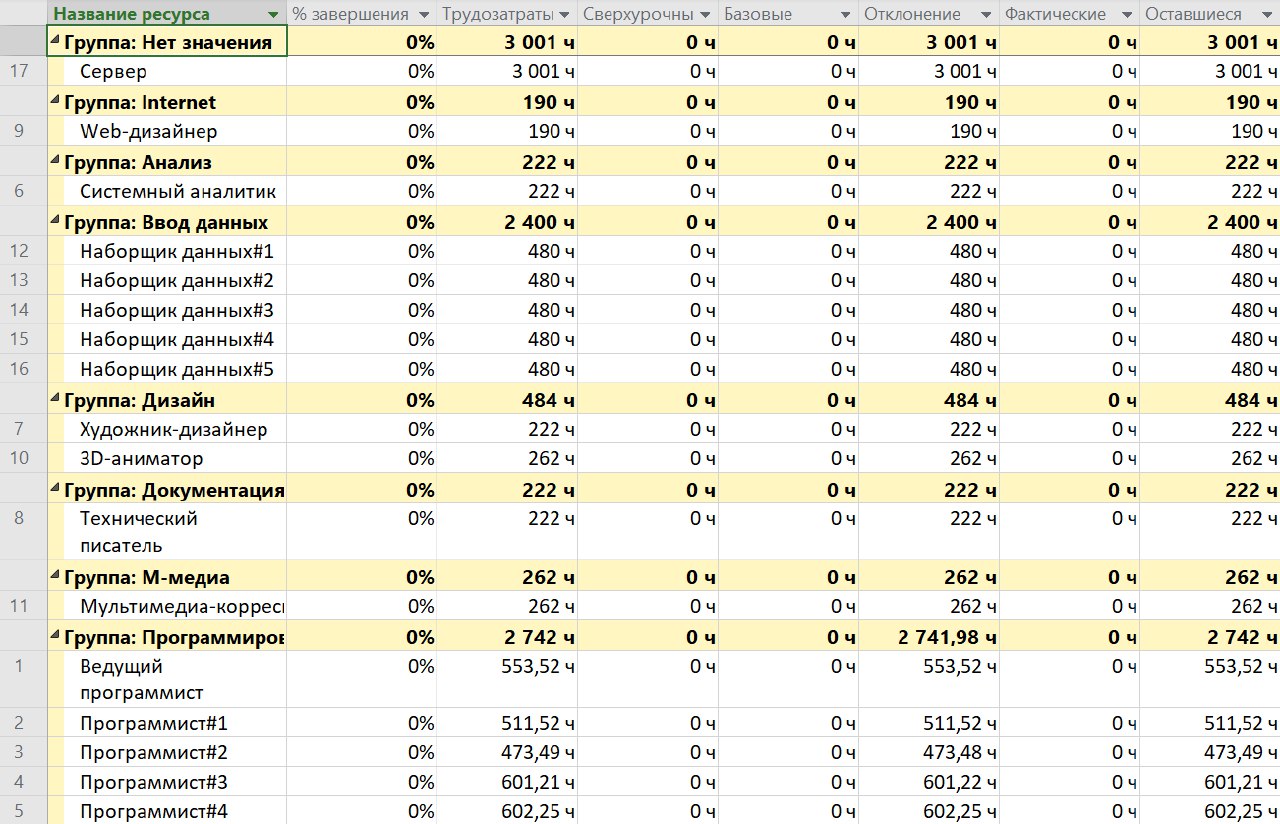 Название ресурса % завершения Трудозатраты Сверхурочны Базовые Отклонение Фактические Оставшиеся
Группа: Нет значения 0% 3 001 ч 0 ч 0 ч 3 001 ч 0 ч 3 001 ч
17 Сервер 0% 3 001 ч 0 ч 0 ч 3 001 ч 0 ч 3 001 ч
Группа: Internet 0% 190 ч 0 ч 0 ч 190 ч 0 ч 190 ч
9 Web-дизайнер 0% 190 ч 0 ч 0 ч 190 ч 0 ч 190 ч
Группа: Анализ 0% 222 ч 0 ч 0 ч 222 ч 0 ч 222 ч
6 Системный аналитик 0% 222 ч 0 ч 0 ч 222 ч 0 ч 222 ч
Группа: Ввод данных 0% 2 400 ч 0 ч 0 ч 2 400 ч 0 ч 2 400 ч
12 Наборщик данных#1 0% 480 ч 0 ч 0 ч 480 ч 0 ч 480 ч
13 Наборщик данных#2 0% 480 ч 0 ч 0 ч 480 ч 0 ч 480 ч
14 Наборщик данных#3 0% 480 ч 0 ч 0 ч 480 ч 0 ч 480 ч
15 Наборщик данных#4 0% 480 ч 0 ч 0 ч 480 ч 0 ч 480 ч
16 Наборщик данных#5 0% 480 ч 0 ч 0 ч 480 ч 0 ч 480 ч
Группа: Дизайн 0% 484 ч 0 ч 0 ч 484 ч 0 ч 484 ч
7 Художник-дизайнер 0% 222 ч 0 ч 0 ч 222 ч 0 ч 222 ч
10 3D-аниматор 0% 262 ч 0 ч 0 ч 262 ч 0 ч 262 ч
Группа: Документация 0% 222 ч 0 ч 0 ч 222 ч 0 ч 222 ч
8 Технический 0% 222 ч 0 ч 0 ч 222 ч 0 ч 222 ч
писатель
Группа: М-медиа 0% 262 ч 0 ч 0 ч 262 ч 0 ч 262 ч
11 Мультимедиа-корресп 0% 262 ч 0 ч 0 ч 262 ч 0 ч 262 ч
Группа: Программиров 0% 2 742 ч 0 ч 0 ч 2 741,98 ч 0 ч 2 742 ч
1 Ведущий 0% 553,52 ч 0 ч 0 ч 553,52 ч 0 ч 553,52 ч
программист
2 Программист#1 0% 511,52 ч 0 ч 0 ч 511,52 ч 0 ч 511,52 ч
3 Программист#2 0% 473,49 ч 0 ч 0 ч 473,48 ч 0 ч 473,49 ч
4 Программист#3 0% 601,21 ч 0 ч 0 ч 601,22 ч 0 ч 601,21 ч
5 Программист#4 0% 602,25 ч 0 ч 0 ч 602,25 ч 0 ч 602,25 ч